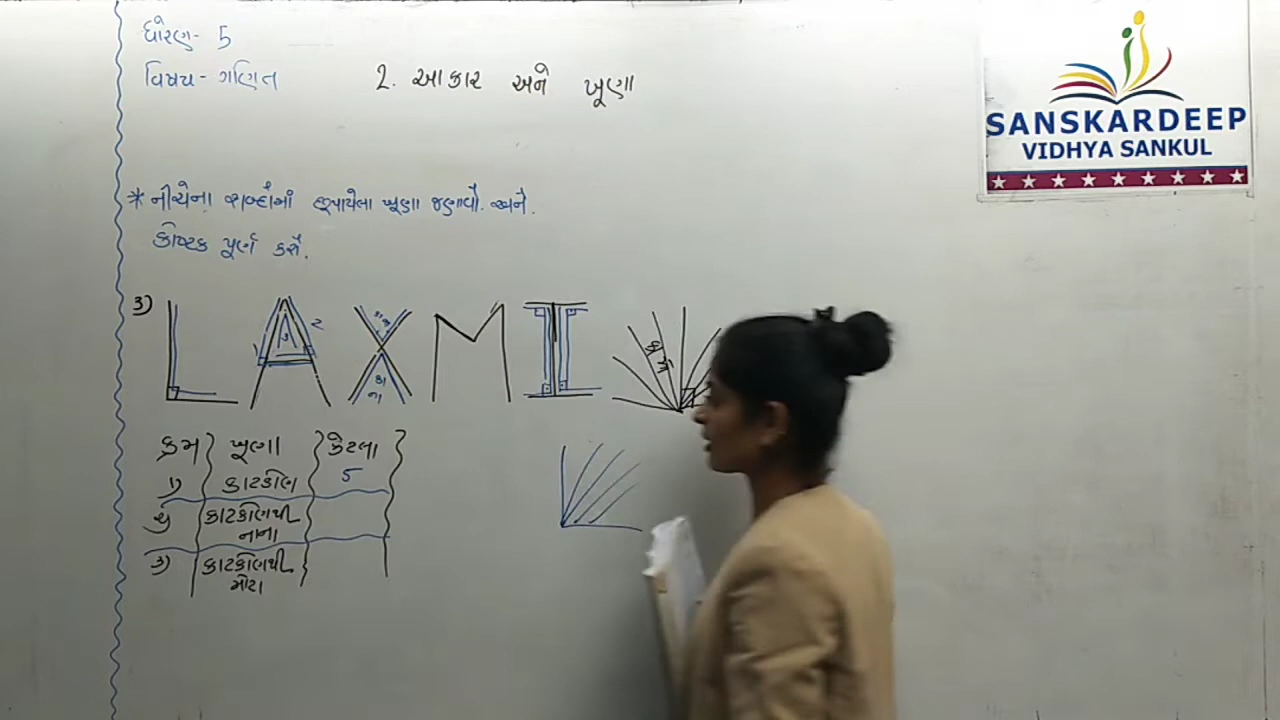 ધોરણ- 5
વિષય- ગણિત
2. આકાર અને ખૂણા
SANSKARDEEP
VIDHYA SANKUL
* નીચેના શબ્દોમાં છુપાયેલા ખૂણા જણાવો. અને.
કોષ્ટક પૂર્ણ કરો.
૩) LAXMI
ક્રમ ખૂણા કેટલા
૧) કાટકોણ 5
૨) કાટકોણથી નાના
૩) કાટકોણથી મોટા